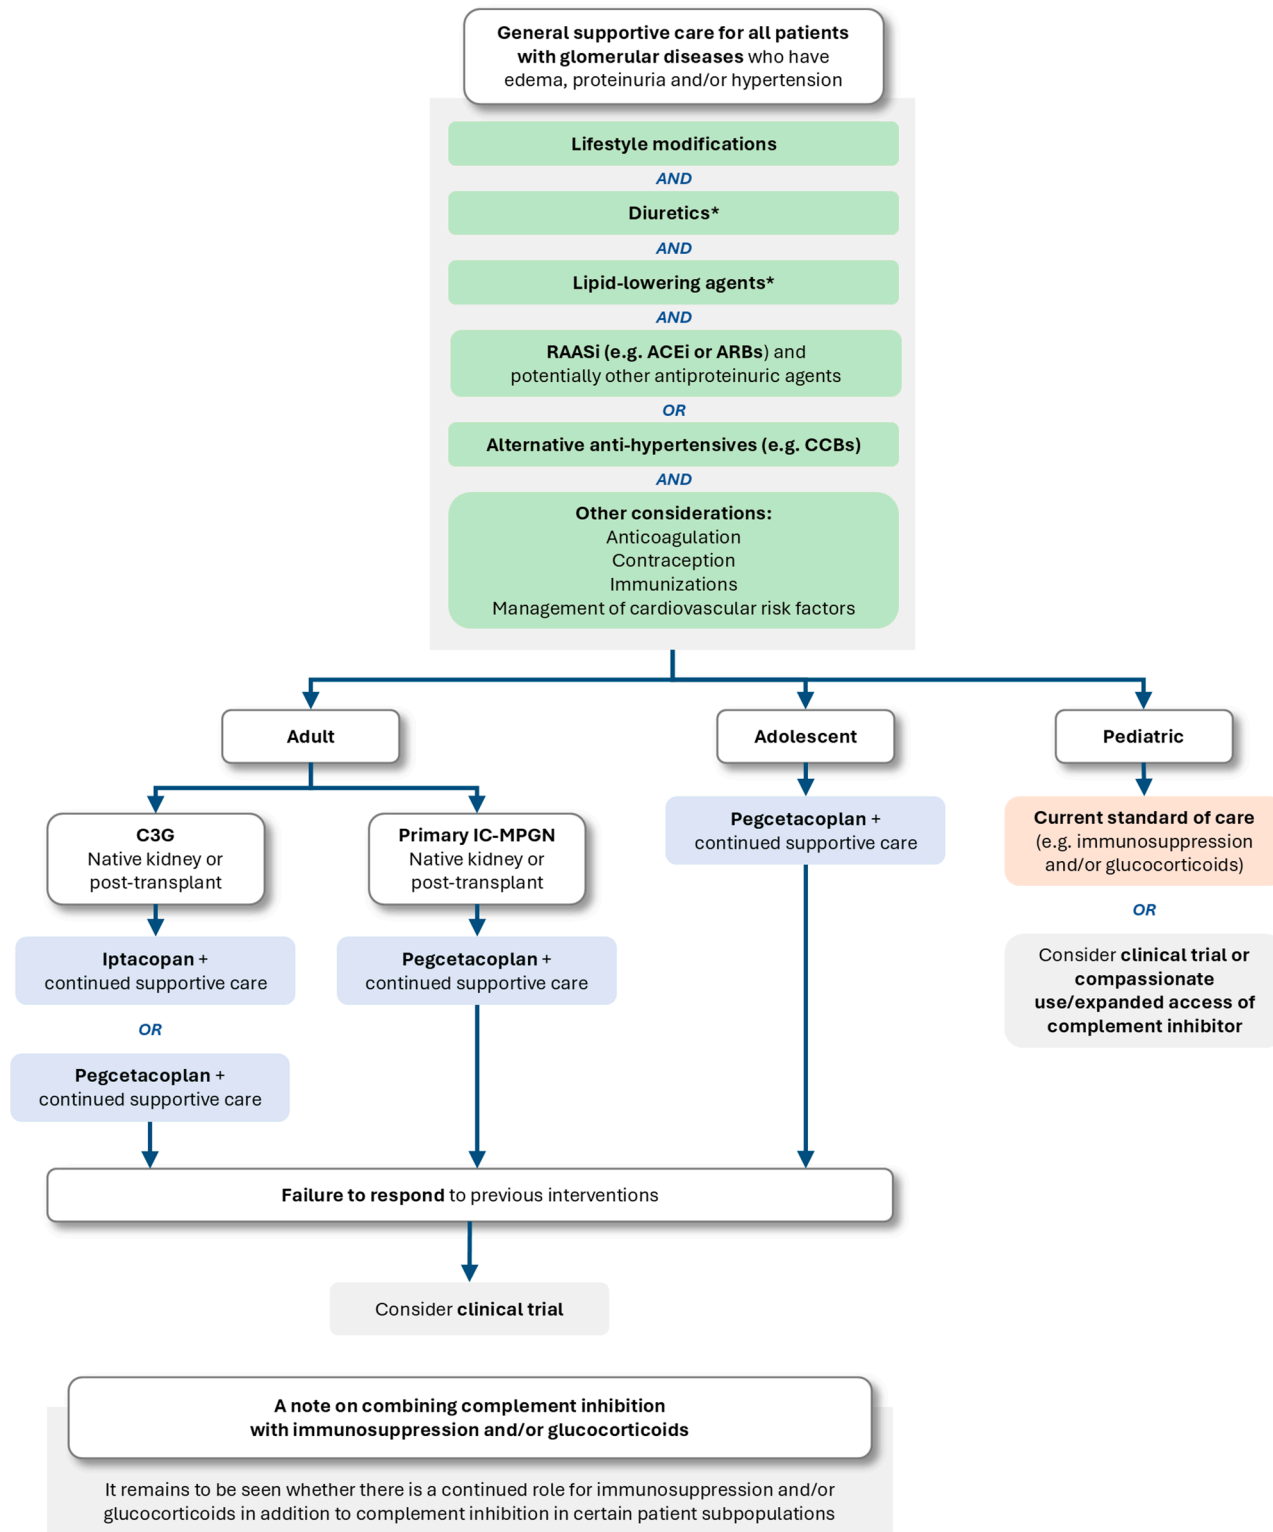 General supportive care for all patients
with glomerular diseases who have
edema, proteinuria and/or hypertension
Lifestyle modifications
AND
Diuretics*
AND
Lipid-lowering agents*
AND
RAASi (e.g. ACEi or ARBs) and
potentially other antiproteinuric agents
OR
Alternative anti-hypertensives (e.g. CCBs)
AND
Other considerations:
Anticoagulation
Contraception
Immunizations
Management of cardiovascular risk factors
Adult
Adolescent
Pediatric
C3G
Native kidney or
post-transplant
Primary IC-MPGN
Native kidney or
post-transplant
Pegcetacoplan +
continued supportive care
Current standard of care
(e.g. immunosuppression
and/or glucocorticoids)
OR
Consider clinical trial or
compassionate
use/expanded access of
complement inhibitor
Iptacopan +
continued supportive care
OR
Pegcetacoplan +
continued supportive care
Pegcetacoplan +
continued supportive care
Failure to respond to previous interventions
Consider clinical trial
A note on combining complement inhibition
with immunosuppression and/or glucocorticoids
It remains to be seen whether there is a continued role for immunosuppression and/or
glucocorticoids in addition to complement inhibition in certain patient subpopulations